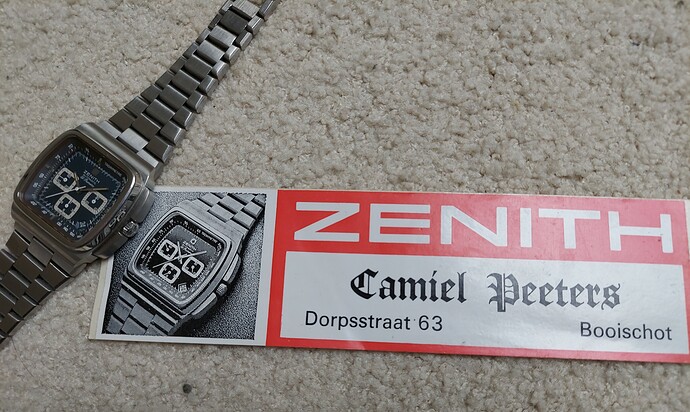 ZENITH
Camiel Peeters
Dorpsstraat 63
Booischot